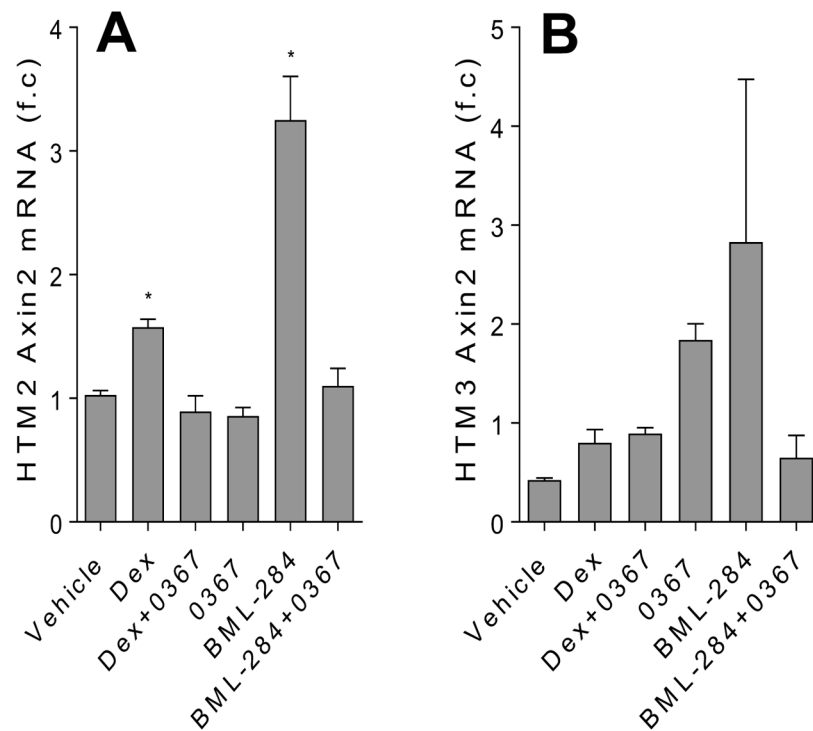 A
HTM2 Axin2 mRNA (f.c)
4
3
2
1
0
*
*
Vehicle
Dex
Dex+0367
0367
BML-284
BML-284+0367
B
HTM3 Axin2 mRNA (f.c)
5
4
3
2
1
0
Vehicle
Dex
Dex+0367
0367
BML-284
BML-284+0367